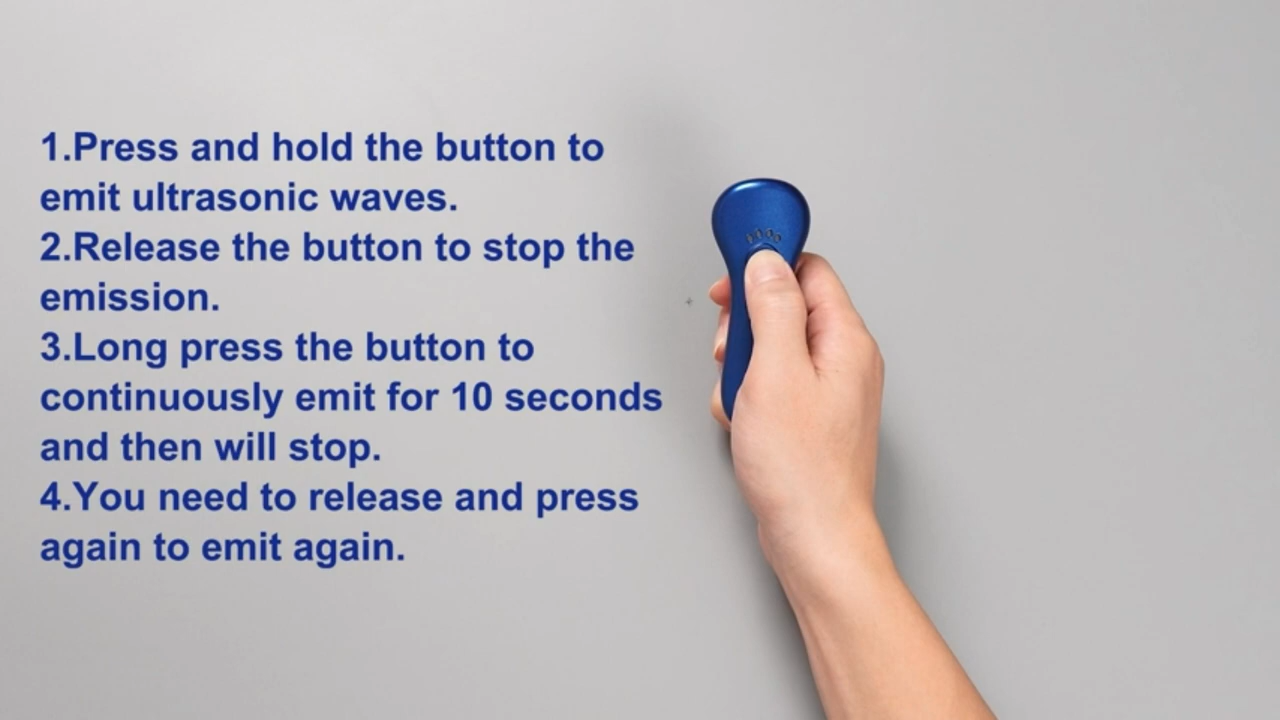 1.Press and hold the button to
emit ultrasonic waves.
2.Release the button to stop the
emission.
3.Long press the button to
continuously emit for 10 seconds
and then will stop.
4.You need to release and press
again to emit again.